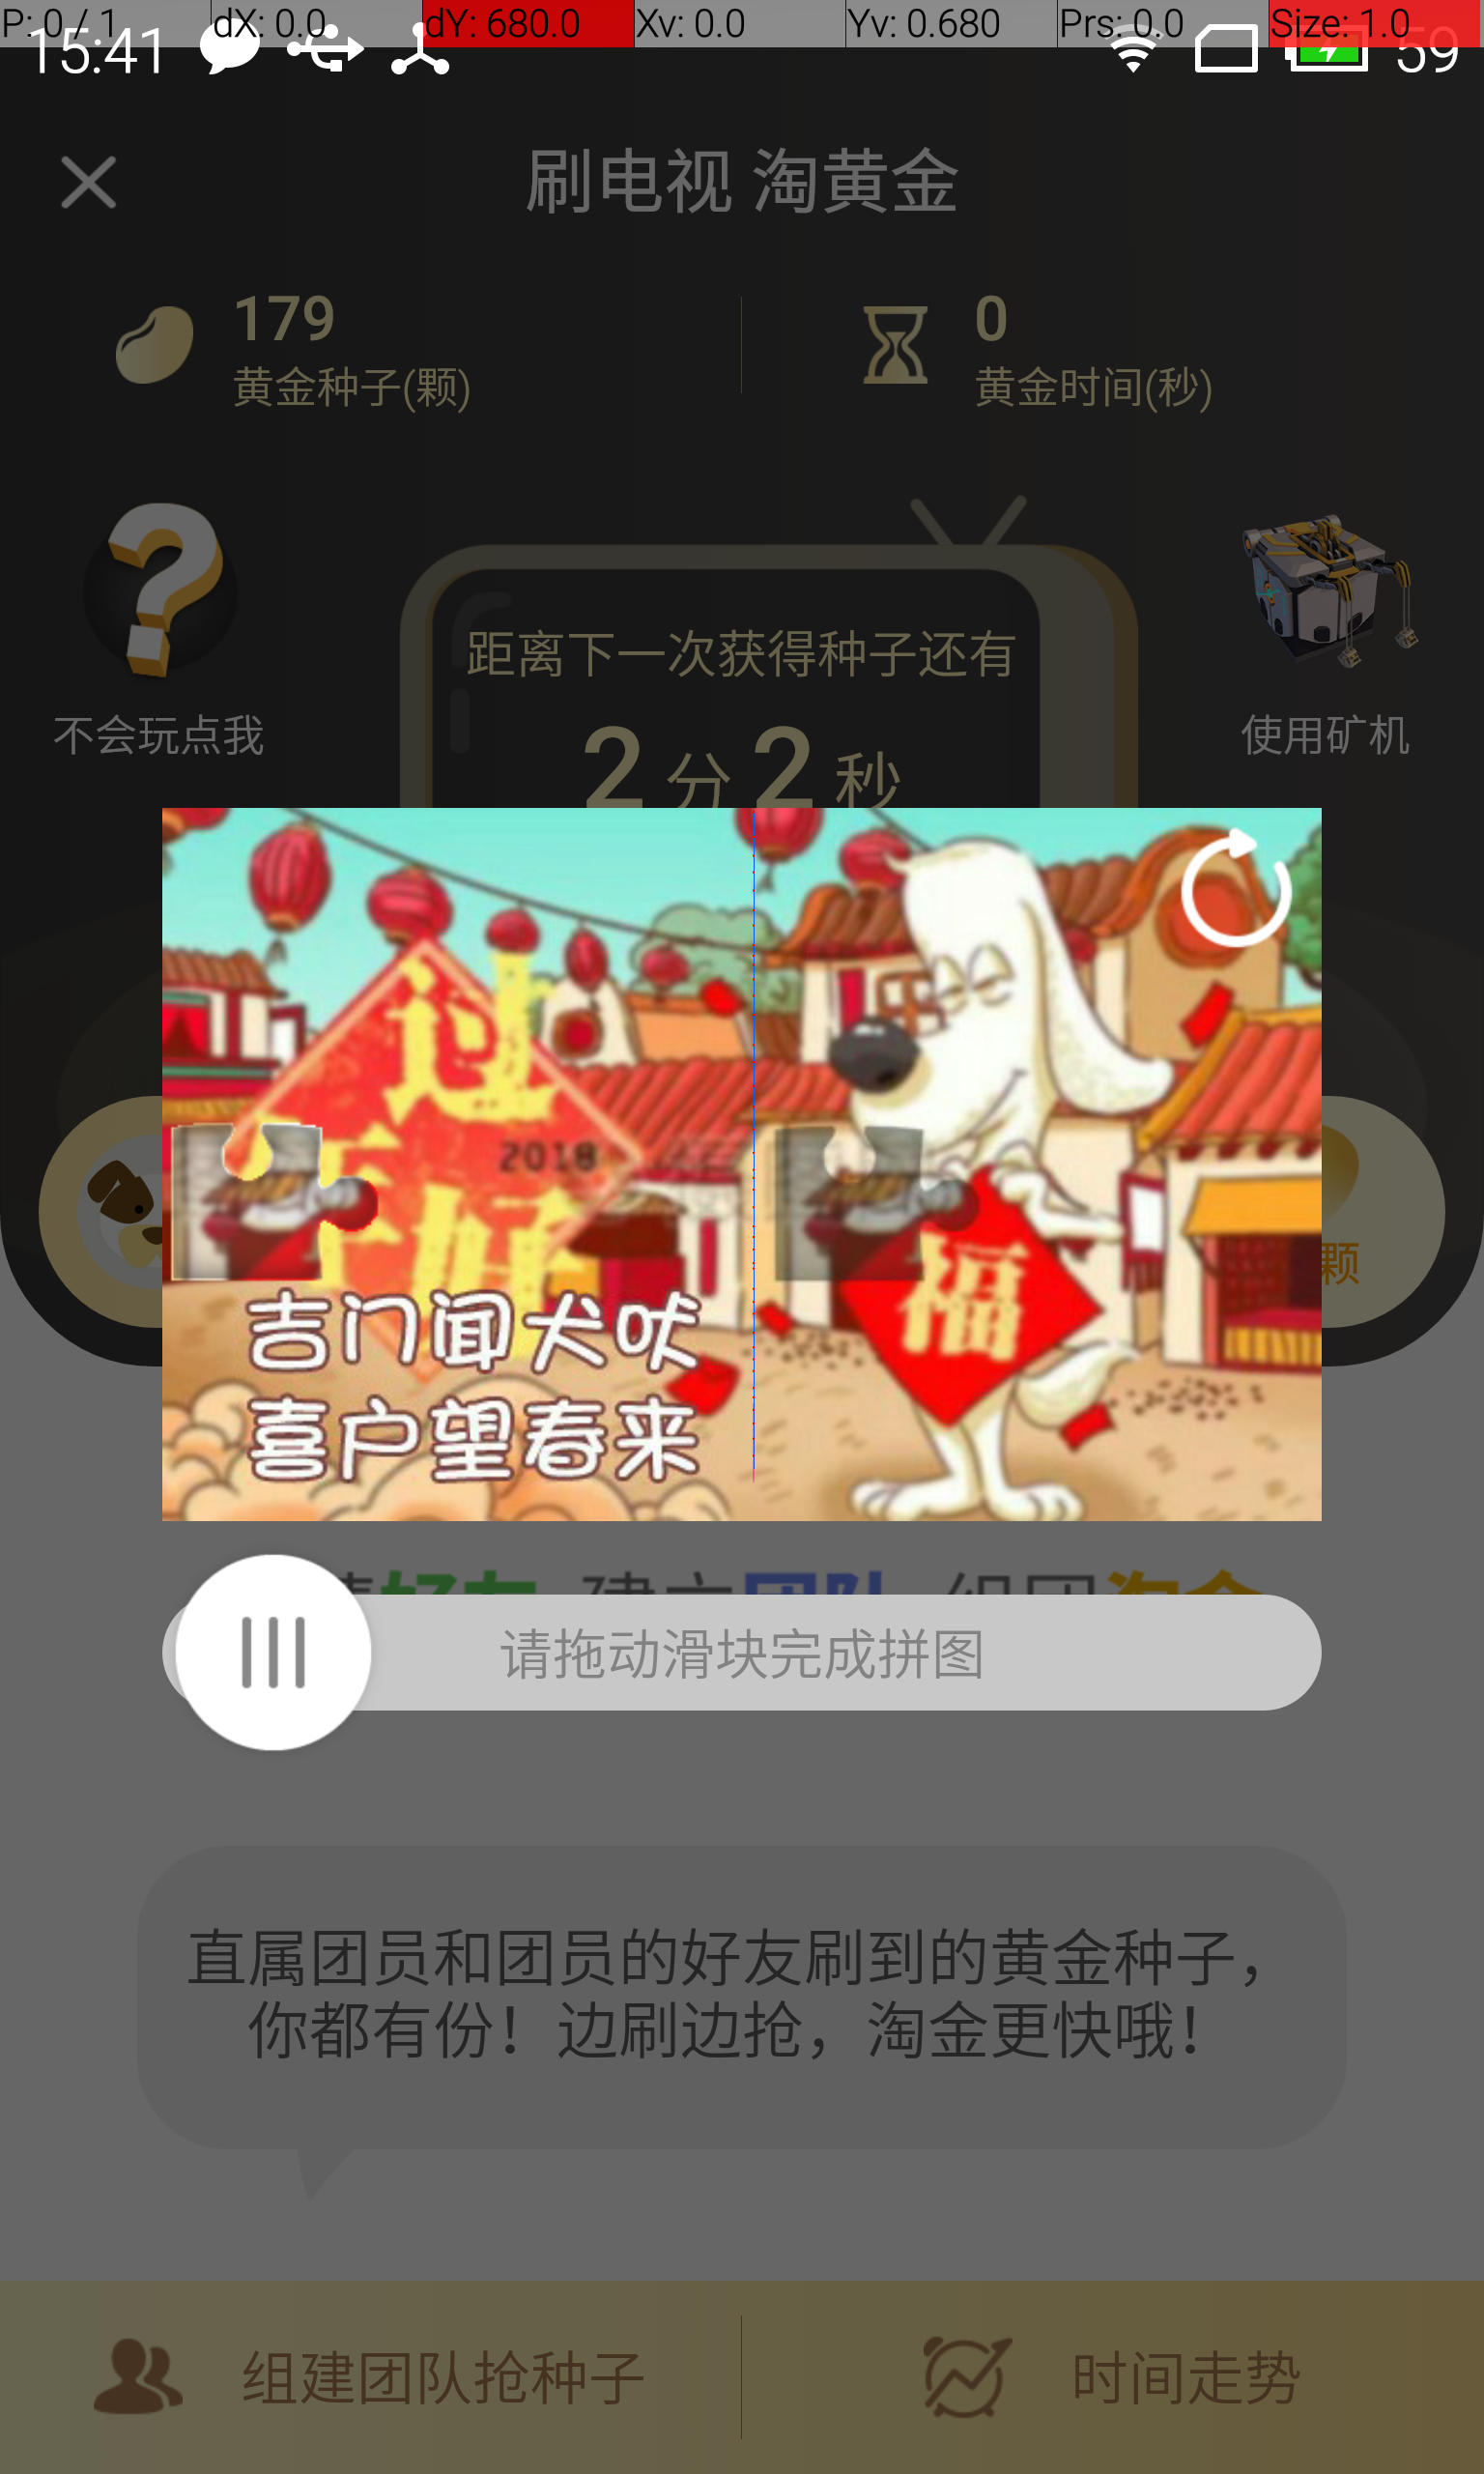 P: 0 / 1 dX: 0.0 dY: 680.0 Xv: 0.0 Yv: 0.680 Prs: 0.0 Size: 1.0
15:41 59
刷电视 淘黄金
179 0
黄金种子(颗) 黄金时间(秒)
距离下一次获得种子还有
不会玩点我 使用矿机
2 分 2 秒
过
年好
2018
福
颗
吉门闻犬吠
喜户望春来
请拖动滑块完成拼图
直属团员和团员的好友刷到的黄金种子，
你都有份！边刷边抢，淘金更快哦！
组建团队抢种子 时间走势